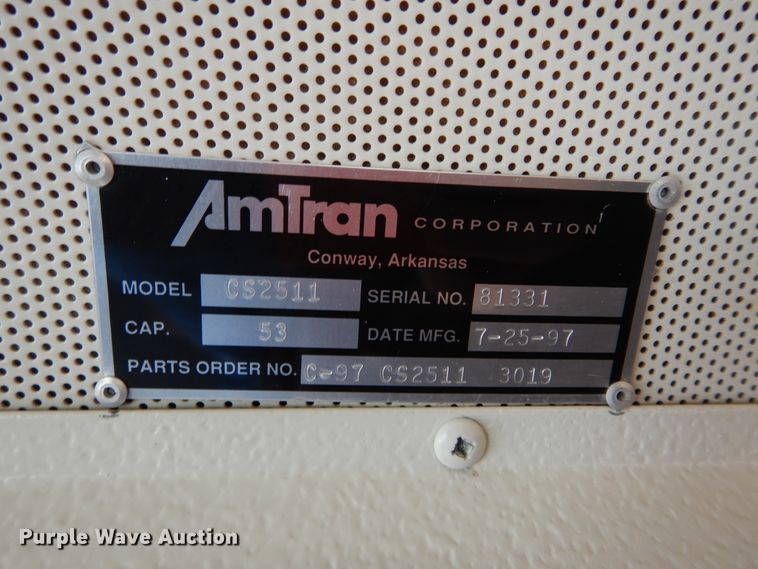 AmTran CORPORATION
Conway, Arkansas
MODEL CS2511 SERIAL NO. 81331
CAP. 53 DATE MFG. 7-25-97
PARTS ORDER NO. C-97 CS2511 3019
Purple Wave Auction